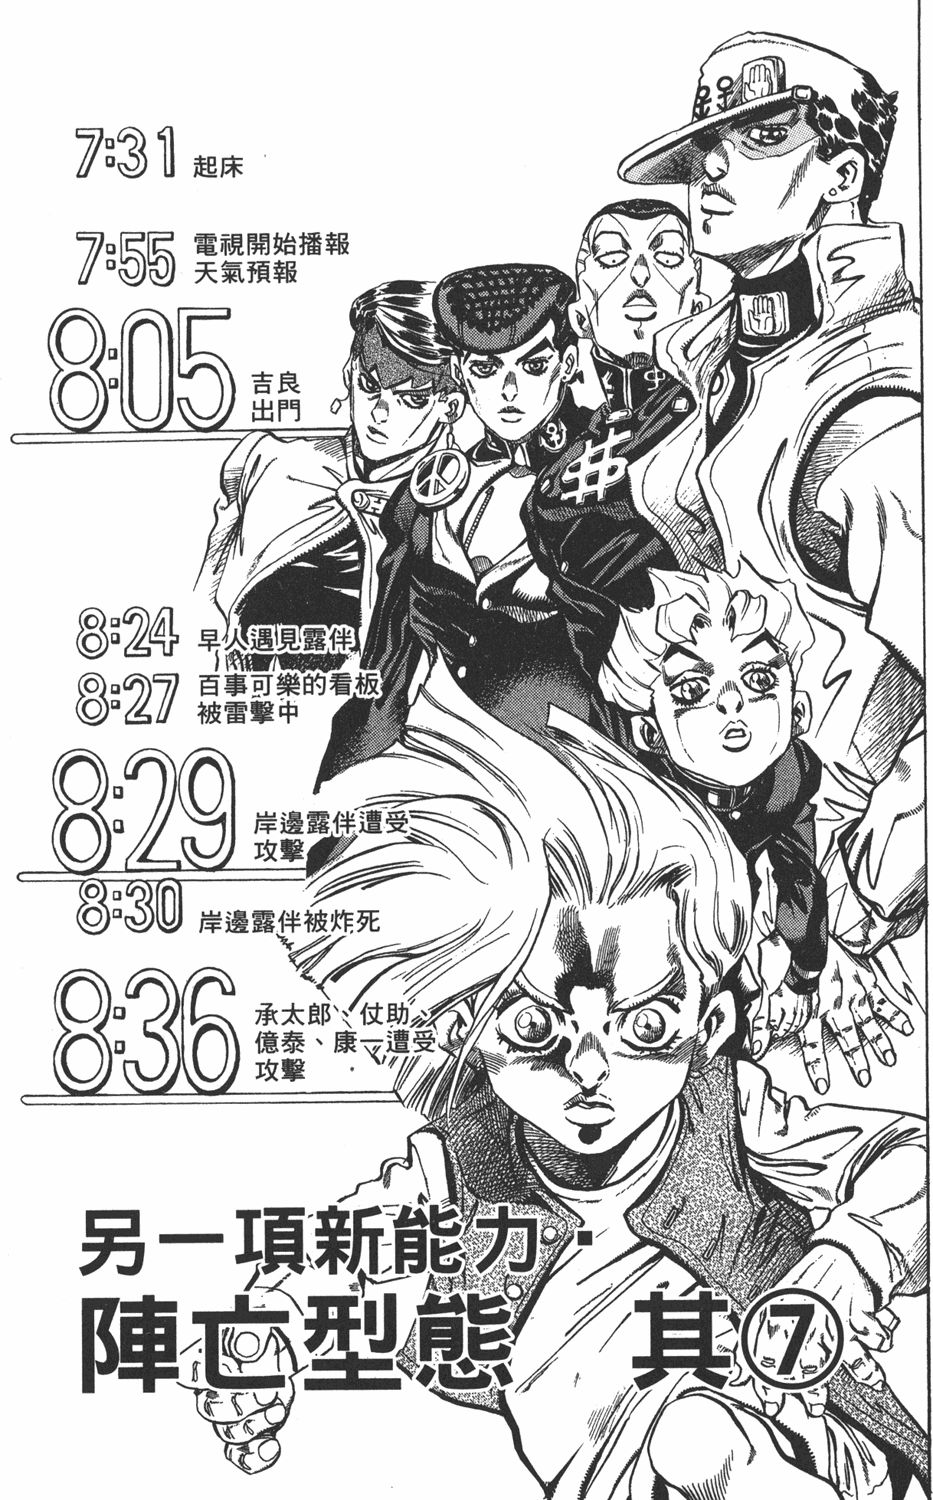 7:31 起床
7:55 電視開始播報
天氣預報
8:05 吉良
出門
8:24 早人遇見露伴
8:27 百事可樂的看板
被雷擊中
8:29 岸邊露伴遭受
攻擊
8:30 岸邊露伴被炸死
8:36 承太郎、仗助、
億泰、康一遭受
攻擊
另一項新能力·
陣亡型態 其⑦